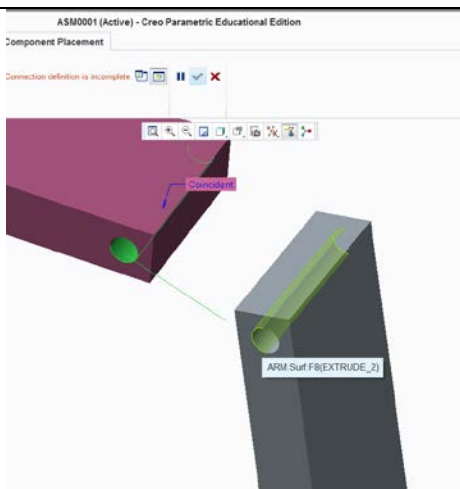 ASM0001 (Active) - Creo Parametric Educational Edition
Component Placement
Connection definition is incomplete
Coincident
ARM:Surf:F8(EXTRUDE_2)